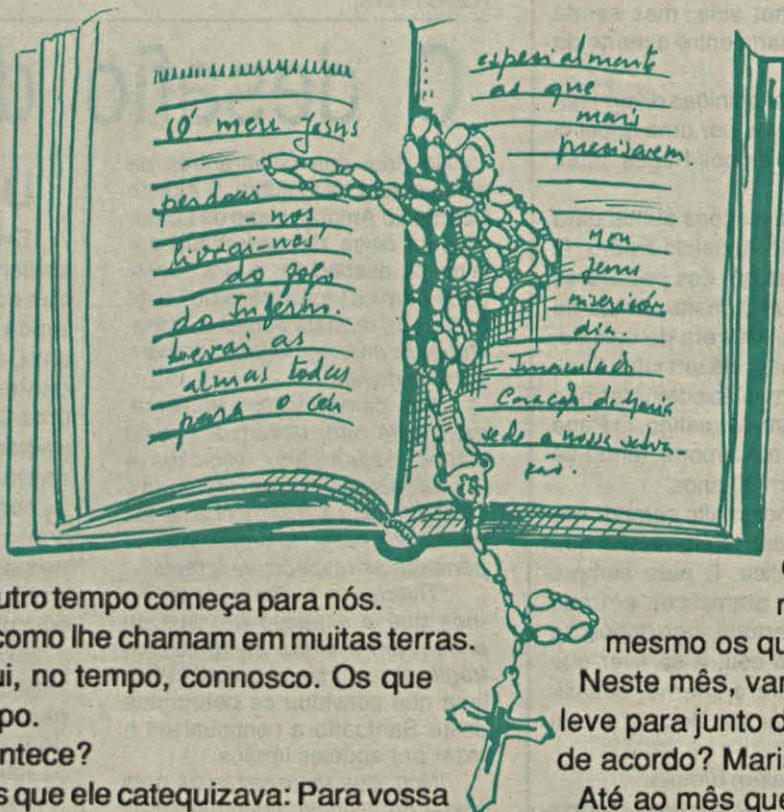 Ó meu Jesus
perdoai
nos,
livrai-nos,
do fogo
do Inferno.
Levai as
almas todas
para o céu
especialmente
as que
mais
precisarem.
Meu
Jesus
misericór
dia.
Imaculado
Coração de Maria
sede a nossa salva-
ção.
utro tempo começa para nós.
como lhe chamam em muitas terras.
ui, no tempo, connosco. Os que
po.
ntece?
s que ele catequizava: Para vossa
mesmo os qu
Neste mês, va
leve para junto d
de acordo? Mari
Até ao mês qu